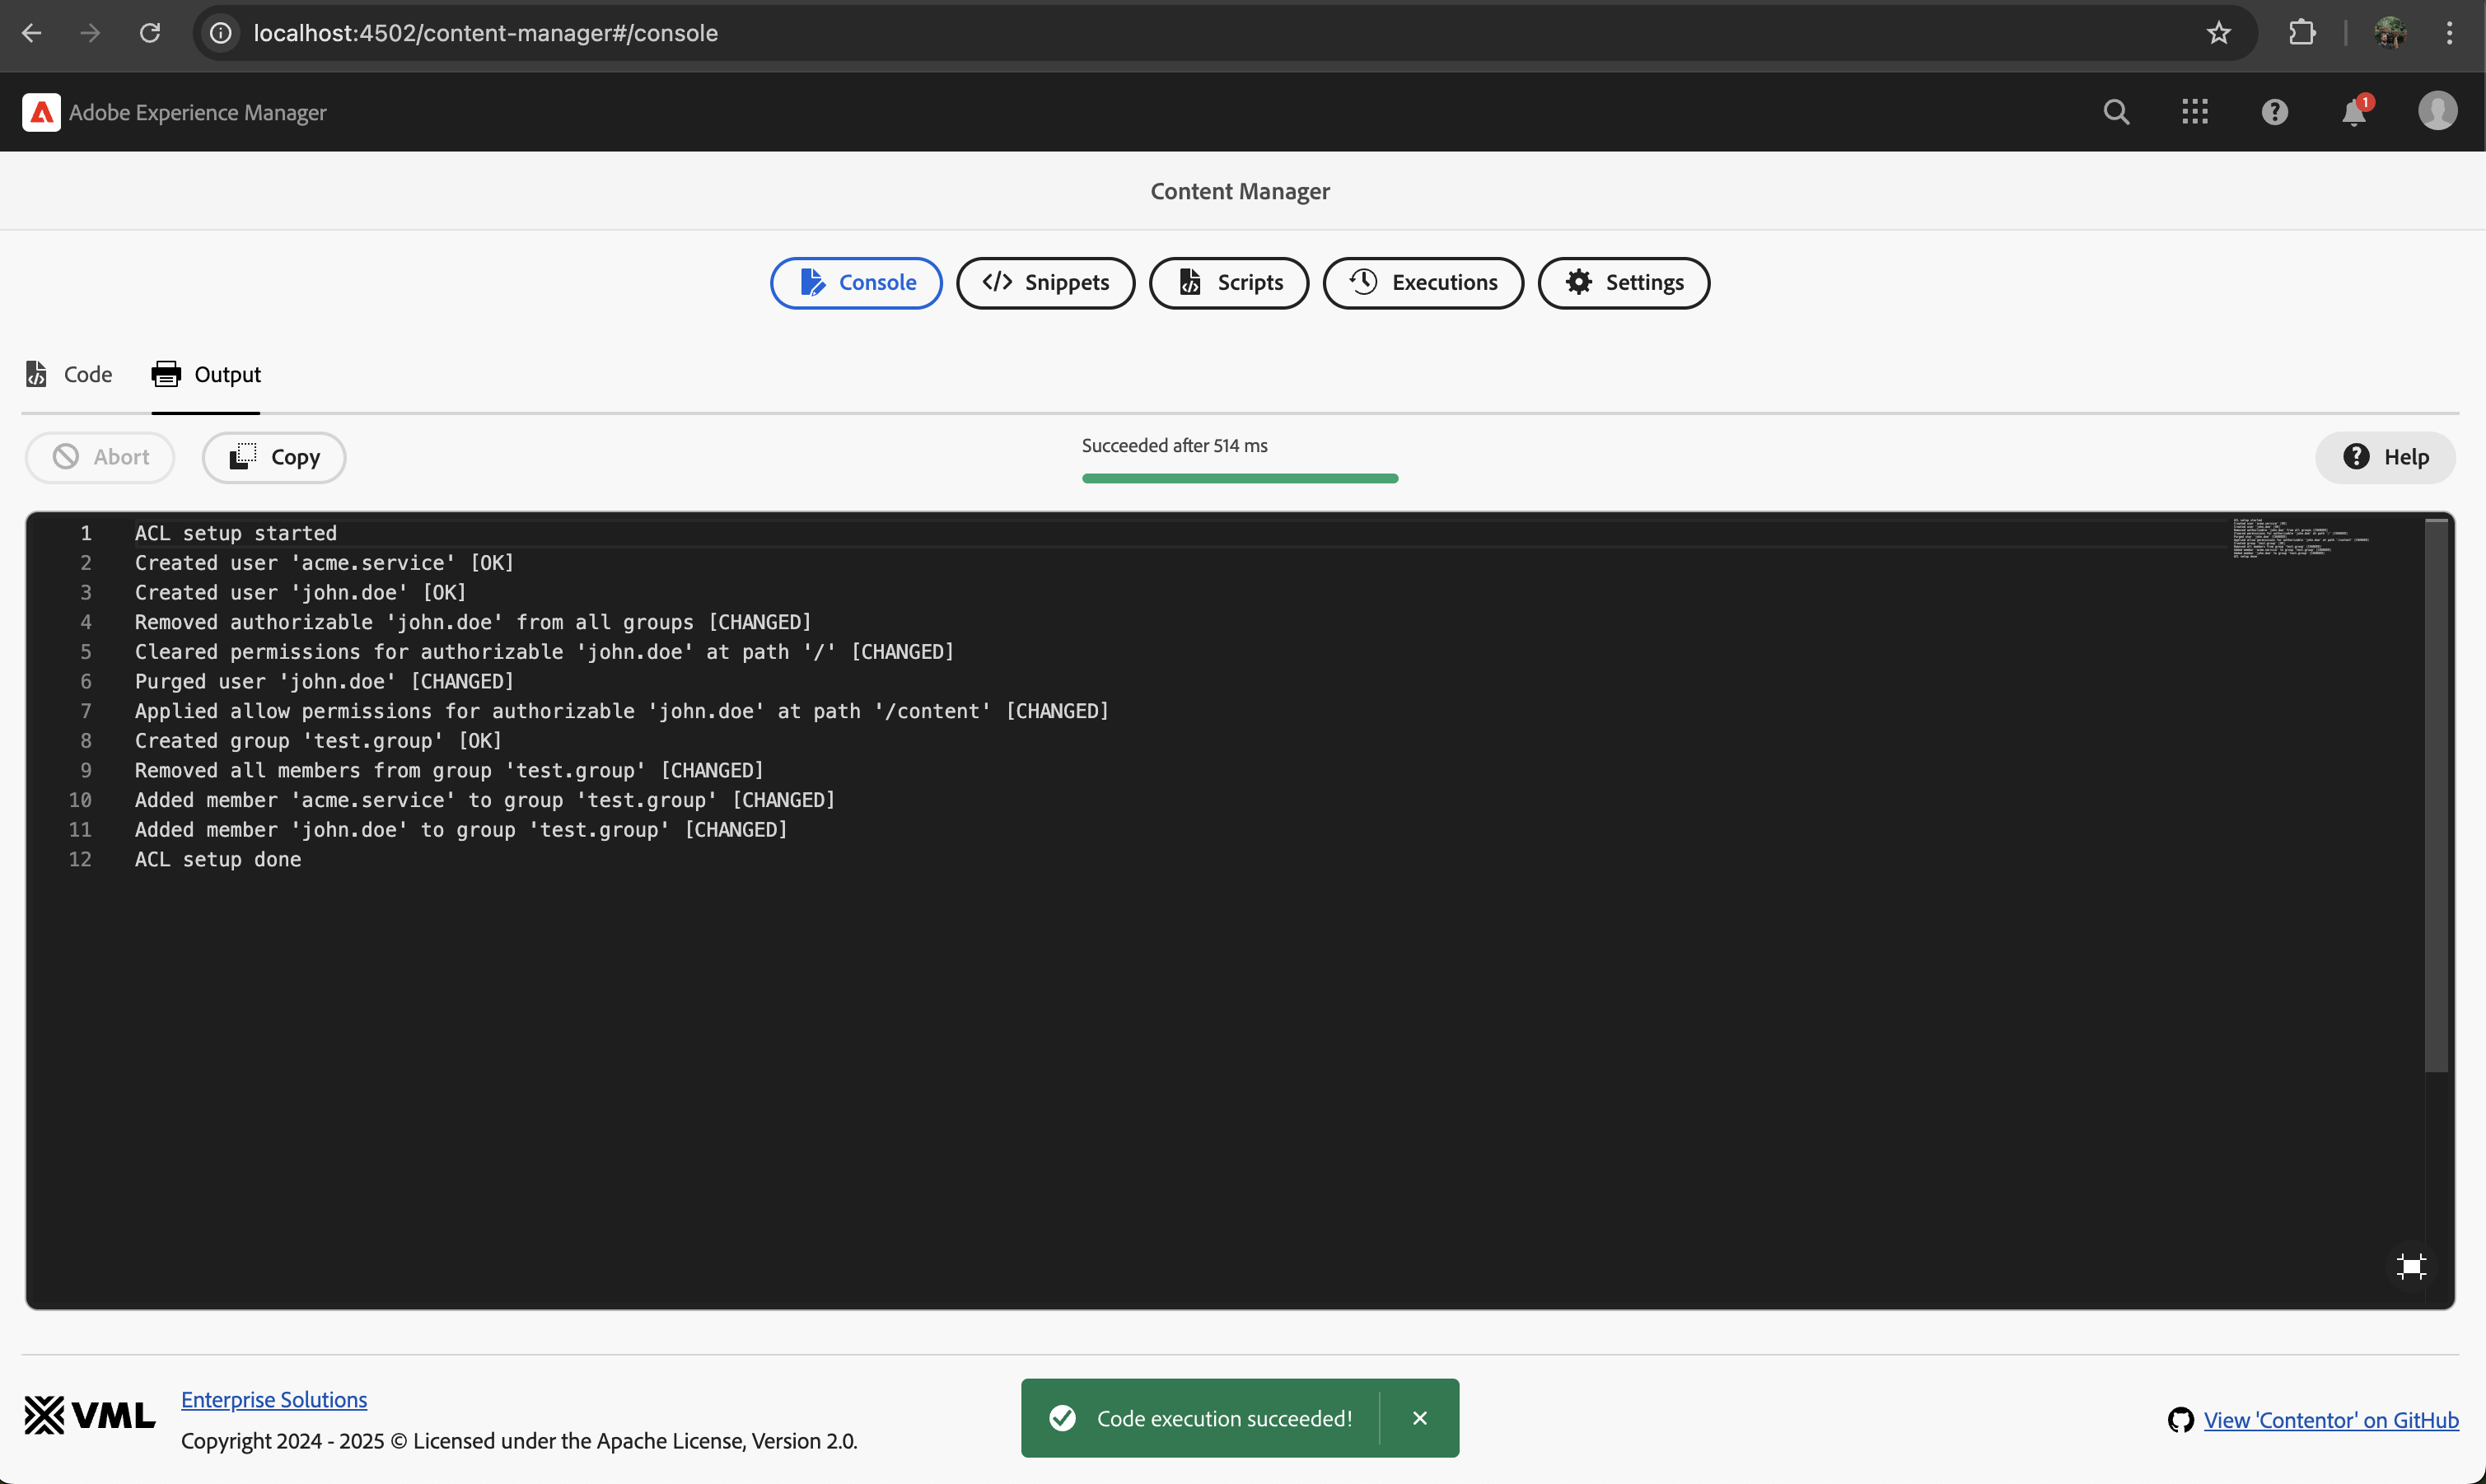 localhost:4502/content-manager#/console
Adobe Experience Manager
1
Content Manager
Console
Snippets
Scripts
Executions
Settings
Code
Output
Abort
Copy
Succeeded after 514 ms
Help
1 ACL setup started
2 Created user 'acme.service' [OK]
3 Created user 'john.doe' [OK]
4 Removed authorizable 'john.doe' from all groups [CHANGED]
5 Cleared permissions for authorizable 'john.doe' at path '/' [CHANGED]
6 Purged user 'john.doe' [CHANGED]
7 Applied allow permissions for authorizable 'john.doe' at path '/content' [CHANGED]
8 Created group 'test.group' [OK]
9 Removed all members from group 'test.group' [CHANGED]
10 Added member 'acme.service' to group 'test.group' [CHANGED]
11 Added member 'john.doe' to group 'test.group' [CHANGED]
12 ACL setup done
VML
Enterprise Solutions
Copyright 2024 - 2025 © Licensed under the Apache License, Version 2.0.
Code execution succeeded!
View 'Contentor' on GitHub